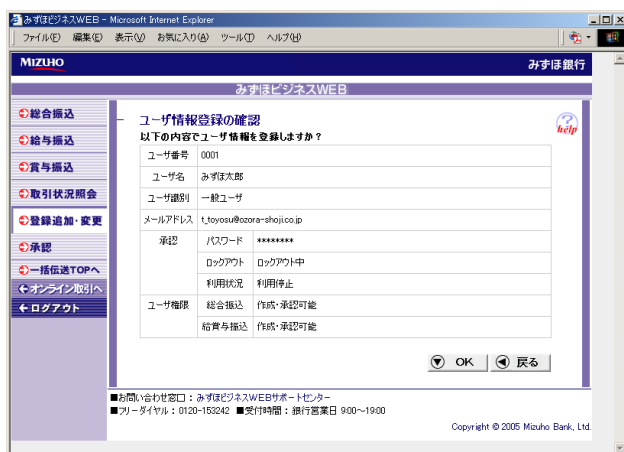 みずほビジネスWEB - Microsoft Internet Explorer
ファイル(F) 編集(E) 表示(V) お気に入り(A) ツール(T) ヘルプ(H)
MIZUHO みずほ銀行
みずほビジネスWEB
総合振込
給与振込
賞与振込
取引状況照会
登録追加・変更
承認
一括伝送TOPへ
オンライン取引へ
ログアウト
ユーザ情報登録の確認
help
以下の内容でユーザ情報を登録しますか?
ユーザ番号 0001
ユーザ名 みずほ太郎
ユーザ識別 一般ユーザ
メールアドレス t_toyosu@ozora-shoji.co.jp
承認 パスワード ********
ロックアウト ロックアウト中
利用状況 利用停止
ユーザ権限 総合振込 作成・承認可能
給賞与振込 作成・承認可能
OK 戻る
■お問い合わせ窓口:みずほビジネスWEBサポートセンター
■フリーダイヤル:0120-153242 ■受付時間:銀行営業日 9:00~19:00
Copyright © 2005 Mizuho Bank, Ltd.